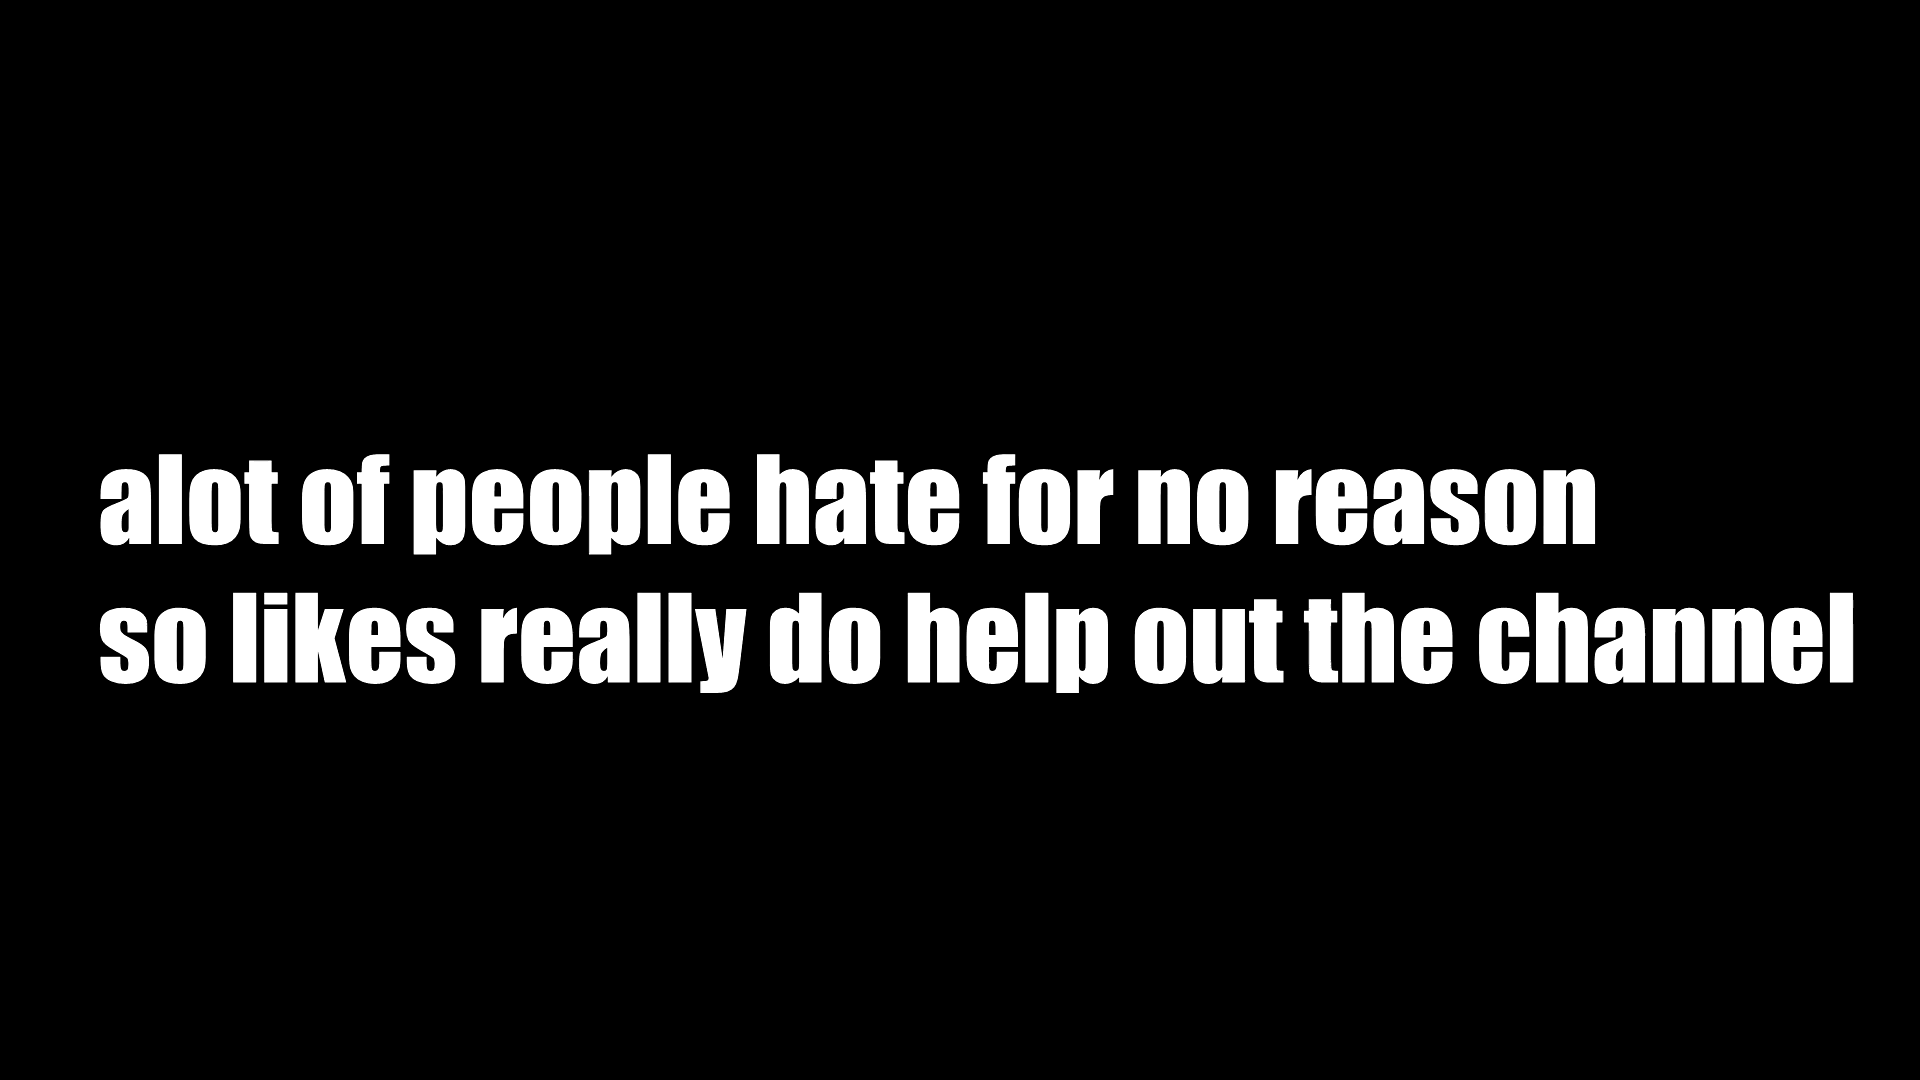 alot of people hate for no reason
so likes really do help out the channel